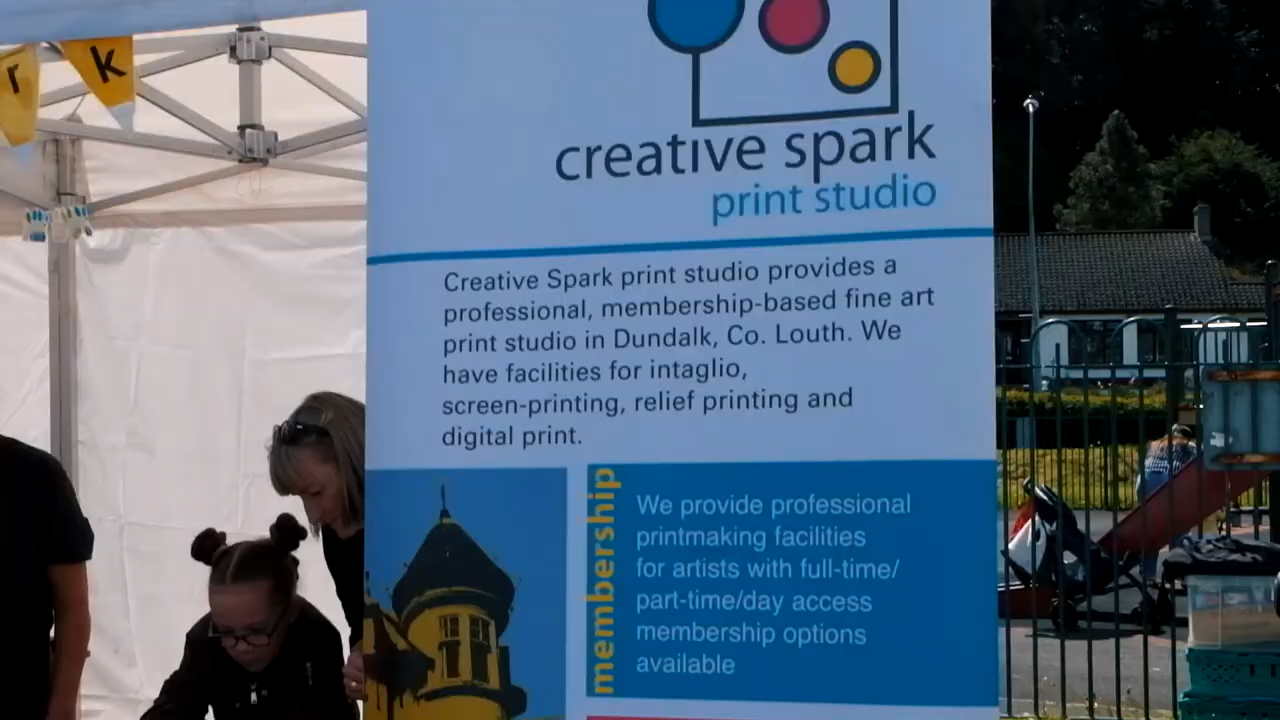 r k
creative spark
print studio
Creative Spark print studio provides a
professional, membership-based fine art
print studio in Dundalk, Co. Louth. We
have facilities for intaglio,
screen-printing, relief printing and
digital print.
membership
We provide professional
printmaking facilities
for artists with full-time/
part-time/day access
membership options
available